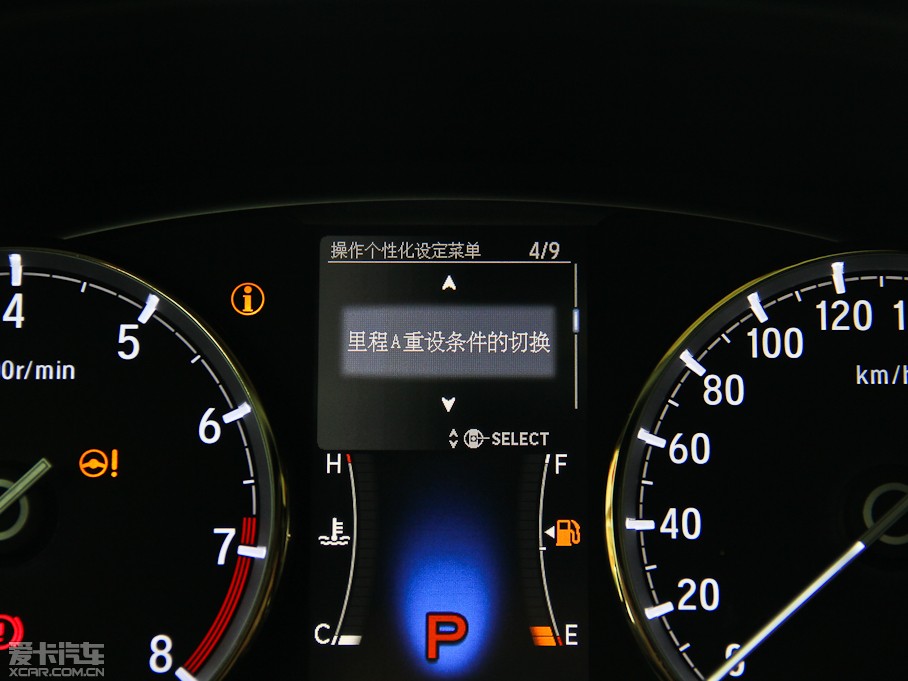 操作个性化设定菜单 4/9
里程A重设条件的切换
SELECT
4
5
0r/min
6
7
8
H
C
F
E
P
120
100
km/h
80
60
40
20
0
爱卡汽车
XCAR.COM.CN